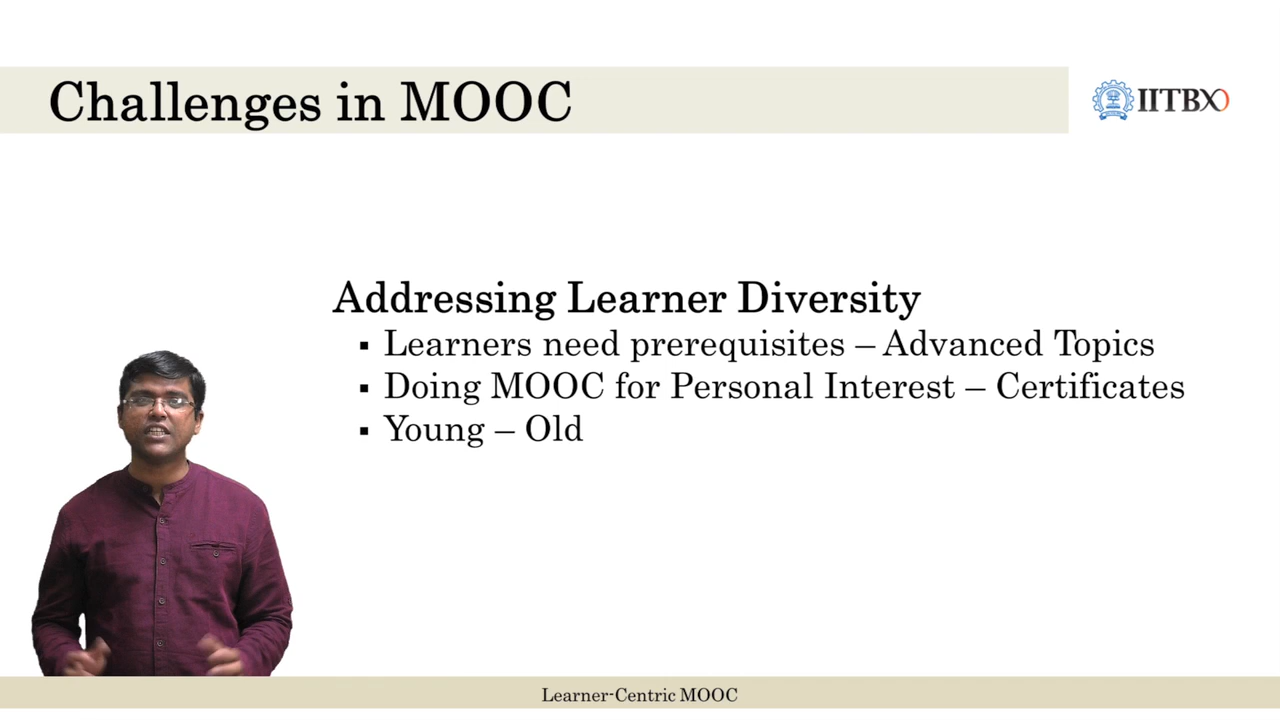 Challenges in MOOC
IITBX
Addressing Learner Diversity
▪ Learners need prerequisites – Advanced Topics
▪ Doing MOOC for Personal Interest – Certificates
▪ Young – Old
Learner-Centric MOOC